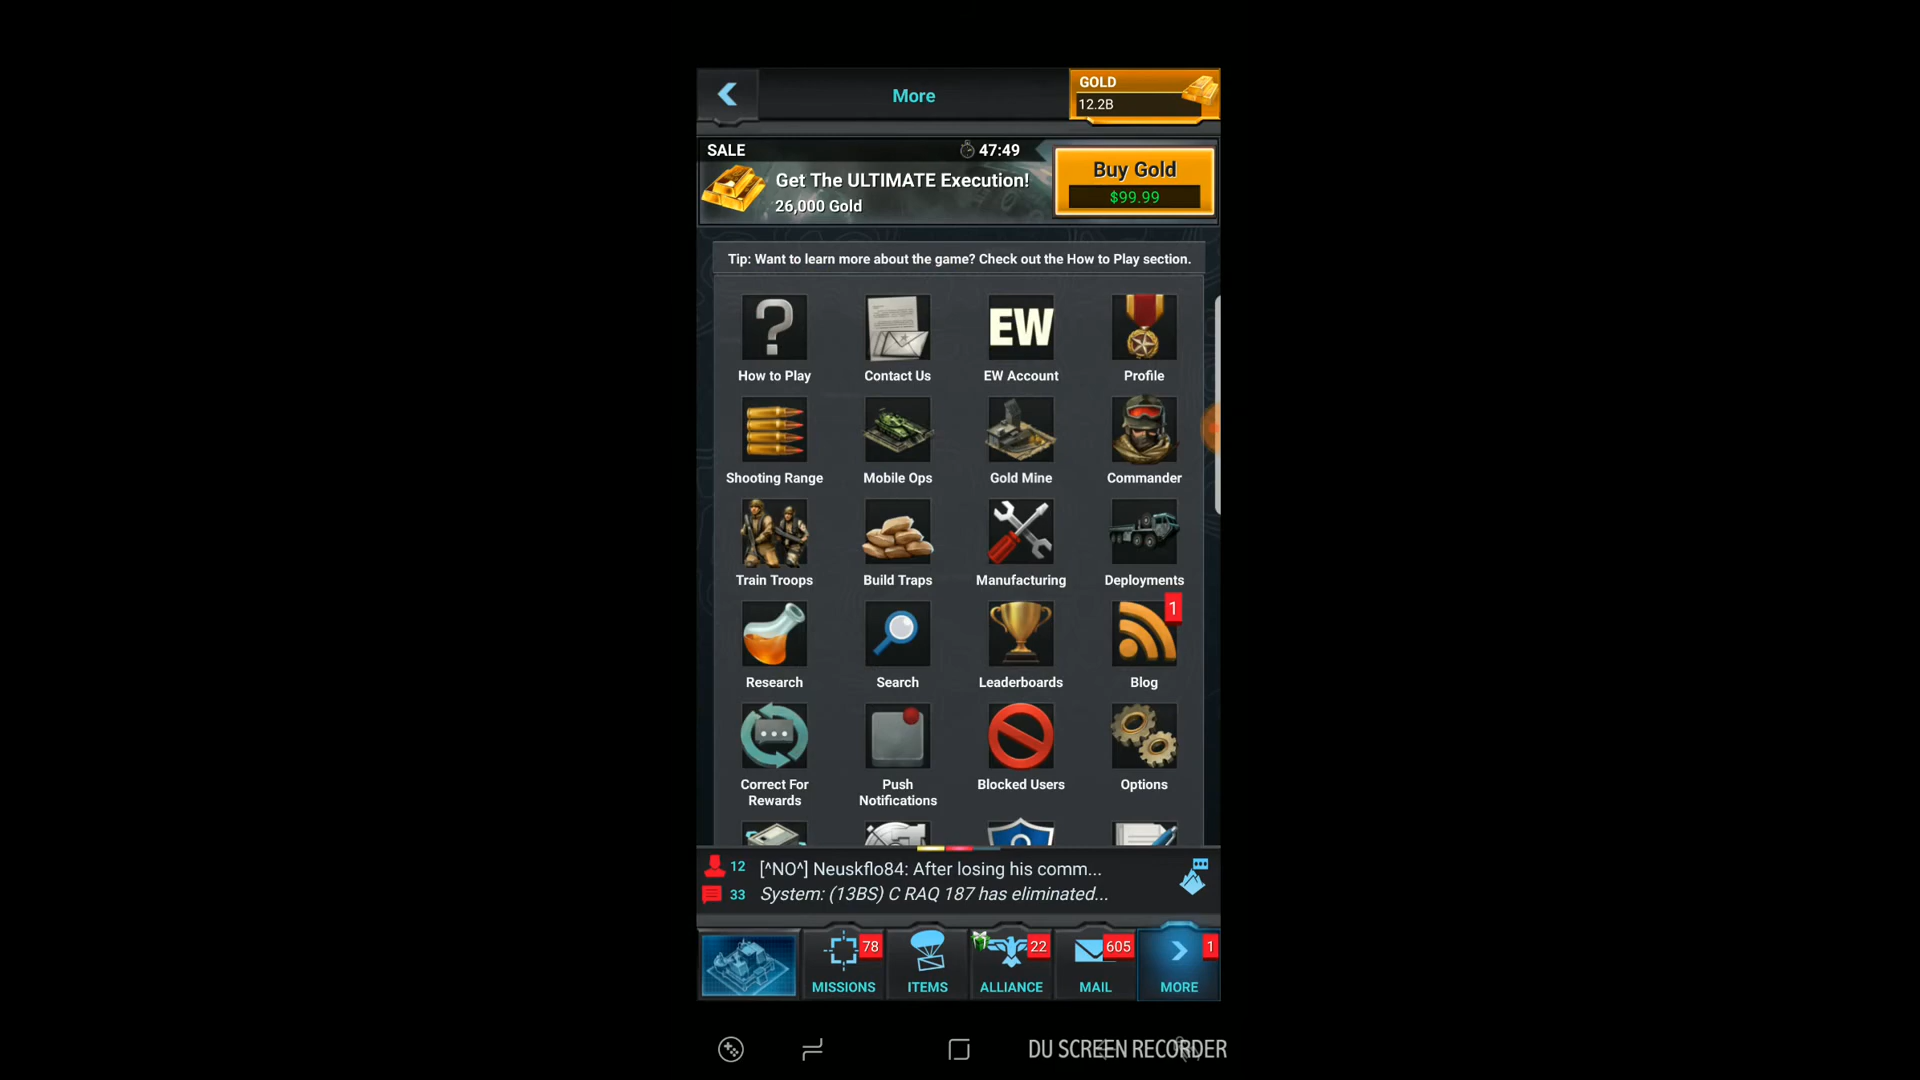 More
GOLD
12.2B
SALE
47:49
Get The ULTIMATE Execution!
26,000 Gold
Buy Gold
$99.99
Tip: Want to learn more about the game? Check out the How to Play section.
How to Play
Contact Us
EW
EW Account
Profile
Shooting Range
Mobile Ops
Gold Mine
Commander
Train Troops
Build Traps
Manufacturing
Deployments
Research
Search
Leaderboards
1
Blog
Correct For
Rewards
Push
Notifications
Blocked Users
Options
12
[^NO^] Neuskflo84: After losing his comm...
33
System: (13BS) C RAQ 187 has eliminated...
78
MISSIONS
ITEMS
22
ALLIANCE
605
MAIL
1
MORE
DU SCREEN RECORDER